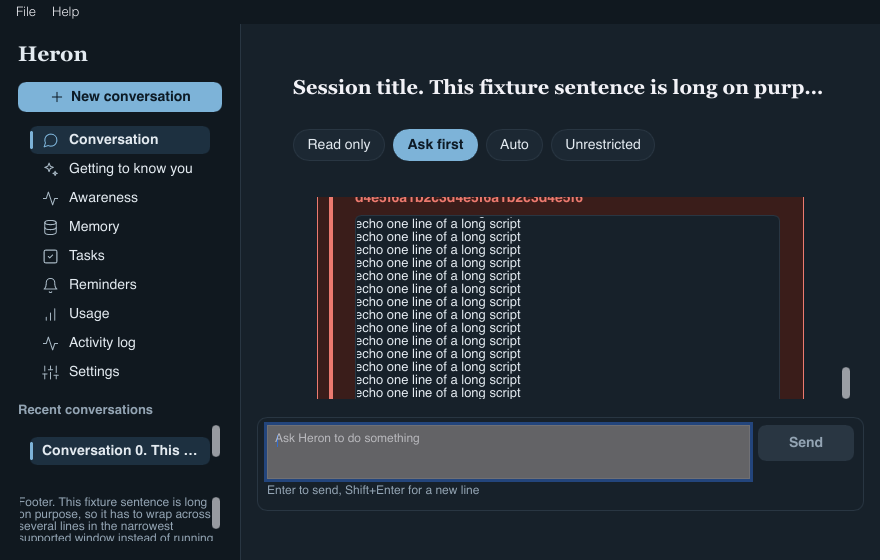 File Help
Heron
+ New conversation
Conversation
Getting to know you
Awareness
Memory
Tasks
Reminders
Usage
Activity log
Settings
Recent conversations
Conversation 0. This ...
Footer. This fixture sentence is long
on purpose, so it has to wrap across
several lines in the narrowest
supported window instead of running
Session title. This fixture sentence is long on purp...
Read only Ask first Auto Unrestricted
d4e5f6a1b2c3d4e5f6a1b2c3d4e5f6
echo one line of a long script
echo one line of a long script
echo one line of a long script
echo one line of a long script
echo one line of a long script
echo one line of a long script
echo one line of a long script
echo one line of a long script
echo one line of a long script
echo one line of a long script
echo one line of a long script
echo one line of a long script
echo one line of a long script
echo one line of a long script
Ask Heron to do something
Send
Enter to send, Shift+Enter for a new line